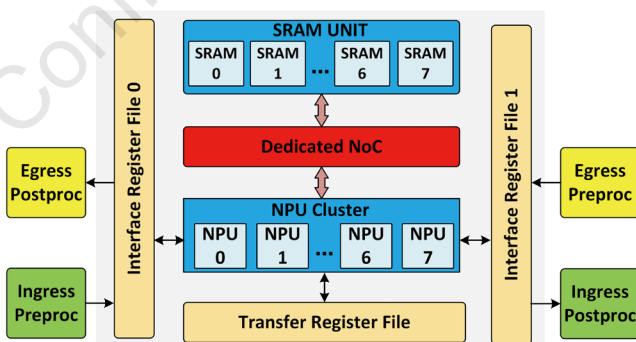 SRAM UNIT
SRAM 0
SRAM 1
...
SRAM 6
SRAM 7
Interface Register File 0
Interface Register File 1
Dedicated NoC
Egress
Postproc
Egress
Preproc
NPU Cluster
NPU 0
NPU 1
...
NPU 6
NPU 7
Ingress
Preproc
Ingress
Postproc
Transfer Register File